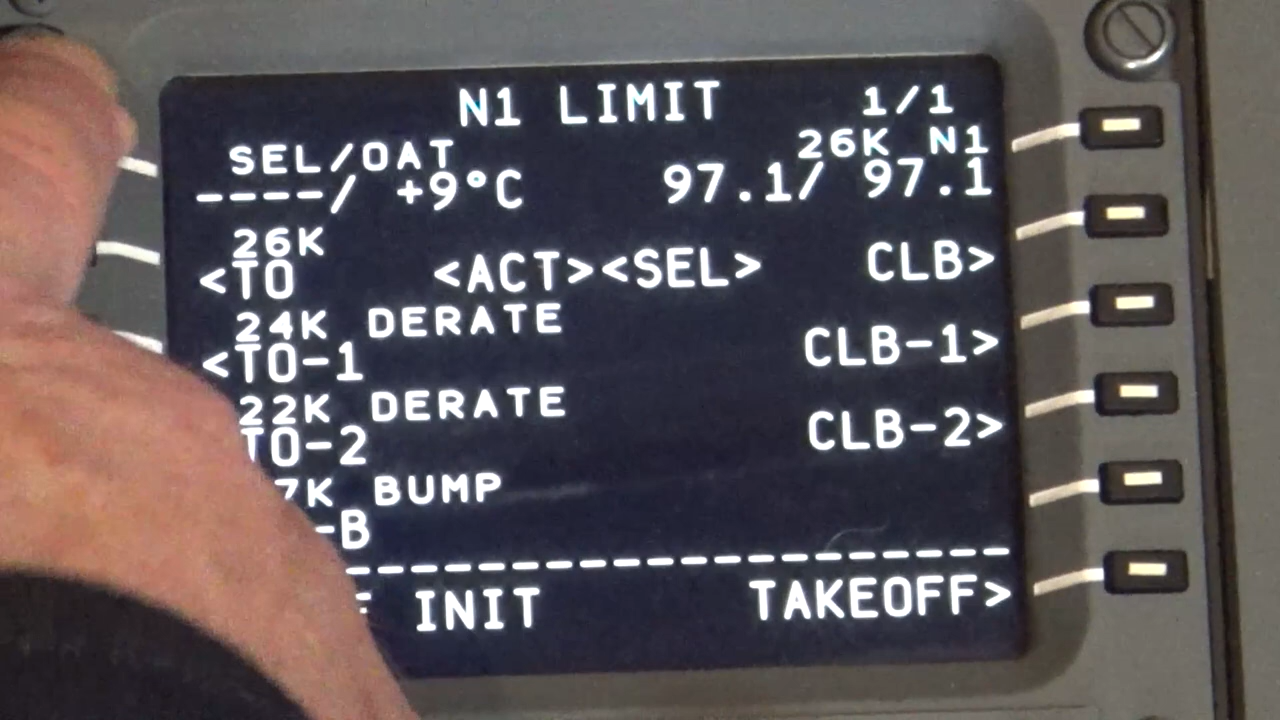 N1 LIMIT 1/1
SEL/OAT 26K N1
----/ +9°C 97.1/ 97.1
26K
<TO <ACT><SEL> CLB>
24K DERATE
<TO-1 CLB-1>
22K DERATE
TO-2 CLB-2>
7K BUMP
-B
--------------------
INIT TAKEOFF>